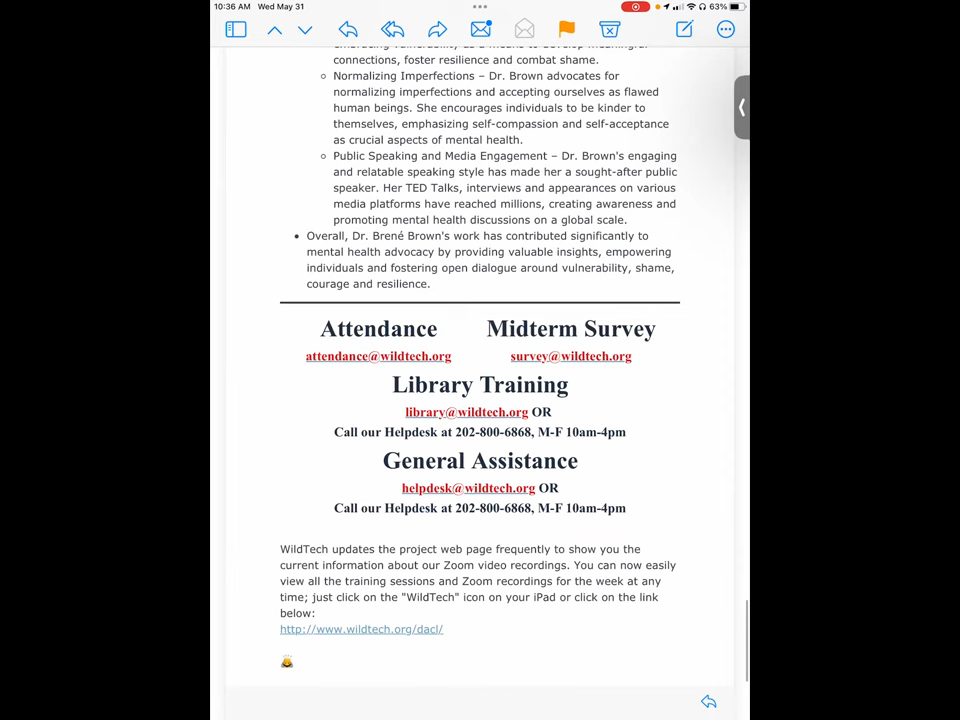 10:36 AM Wed May 31
63%
connections, foster resilience and combat shame.
Normalizing Imperfections – Dr. Brown advocates for
normalizing imperfections and accepting ourselves as flawed
human beings. She encourages individuals to be kinder to
themselves, emphasizing self-compassion and self-acceptance
as crucial aspects of mental health.
Public Speaking and Media Engagement – Dr. Brown's engaging
and relatable speaking style has made her a sought-after public
speaker. Her TED Talks, interviews and appearances on various
media platforms have reached millions, creating awareness and
promoting mental health discussions on a global scale.
Overall, Dr. Brené Brown's work has contributed significantly to
mental health advocacy by providing valuable insights, empowering
individuals and fostering open dialogue around vulnerability, shame,
courage and resilience.
Attendance Midterm Survey
attendance@wildtech.org survey@wildtech.org
Library Training
library@wildtech.org OR
Call our Helpdesk at 202-800-6868, M-F 10am-4pm
General Assistance
helpdesk@wildtech.org OR
Call our Helpdesk at 202-800-6868, M-F 10am-4pm
WildTech updates the project web page frequently to show you the
current information about our Zoom video recordings. You can now easily
view all the training sessions and Zoom recordings for the week at any
time; just click on the "WildTech" icon on your iPad or click on the link
below:
http://www.wildtech.org/dacl/